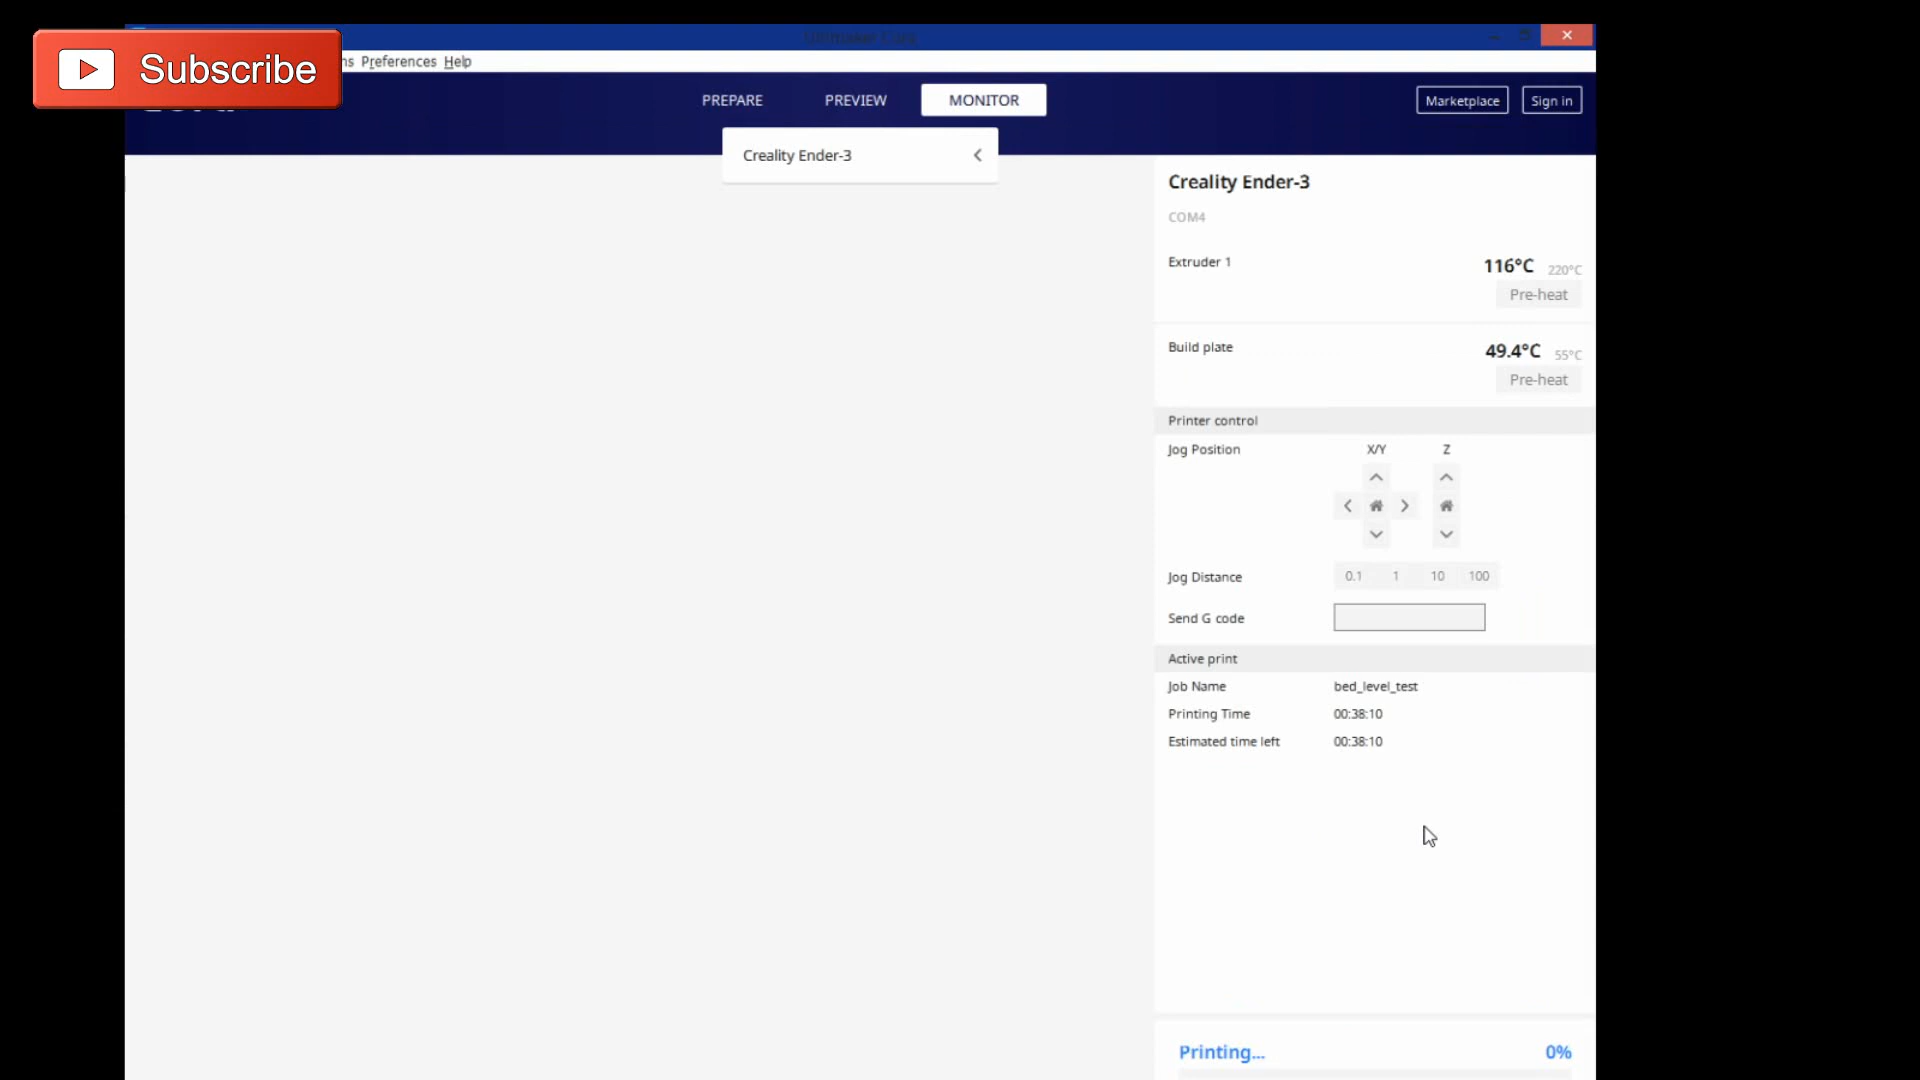 Subscribe
ns Preferences Help
PREPARE PREVIEW MONITOR
Marketplace Sign in
Creality Ender-3
Creality Ender-3
COM4
Extruder 1 116°C 220°C
Pre-heat
Build plate 49.4°C 55°C
Pre-heat
Printer control
Jog Position X/Y Z
Jog Distance 0.1 1 10 100
Send G code
Active print
Job Name bed_level_test
Printing Time 00:38:10
Estimated time left 00:38:10
Printing... 0%